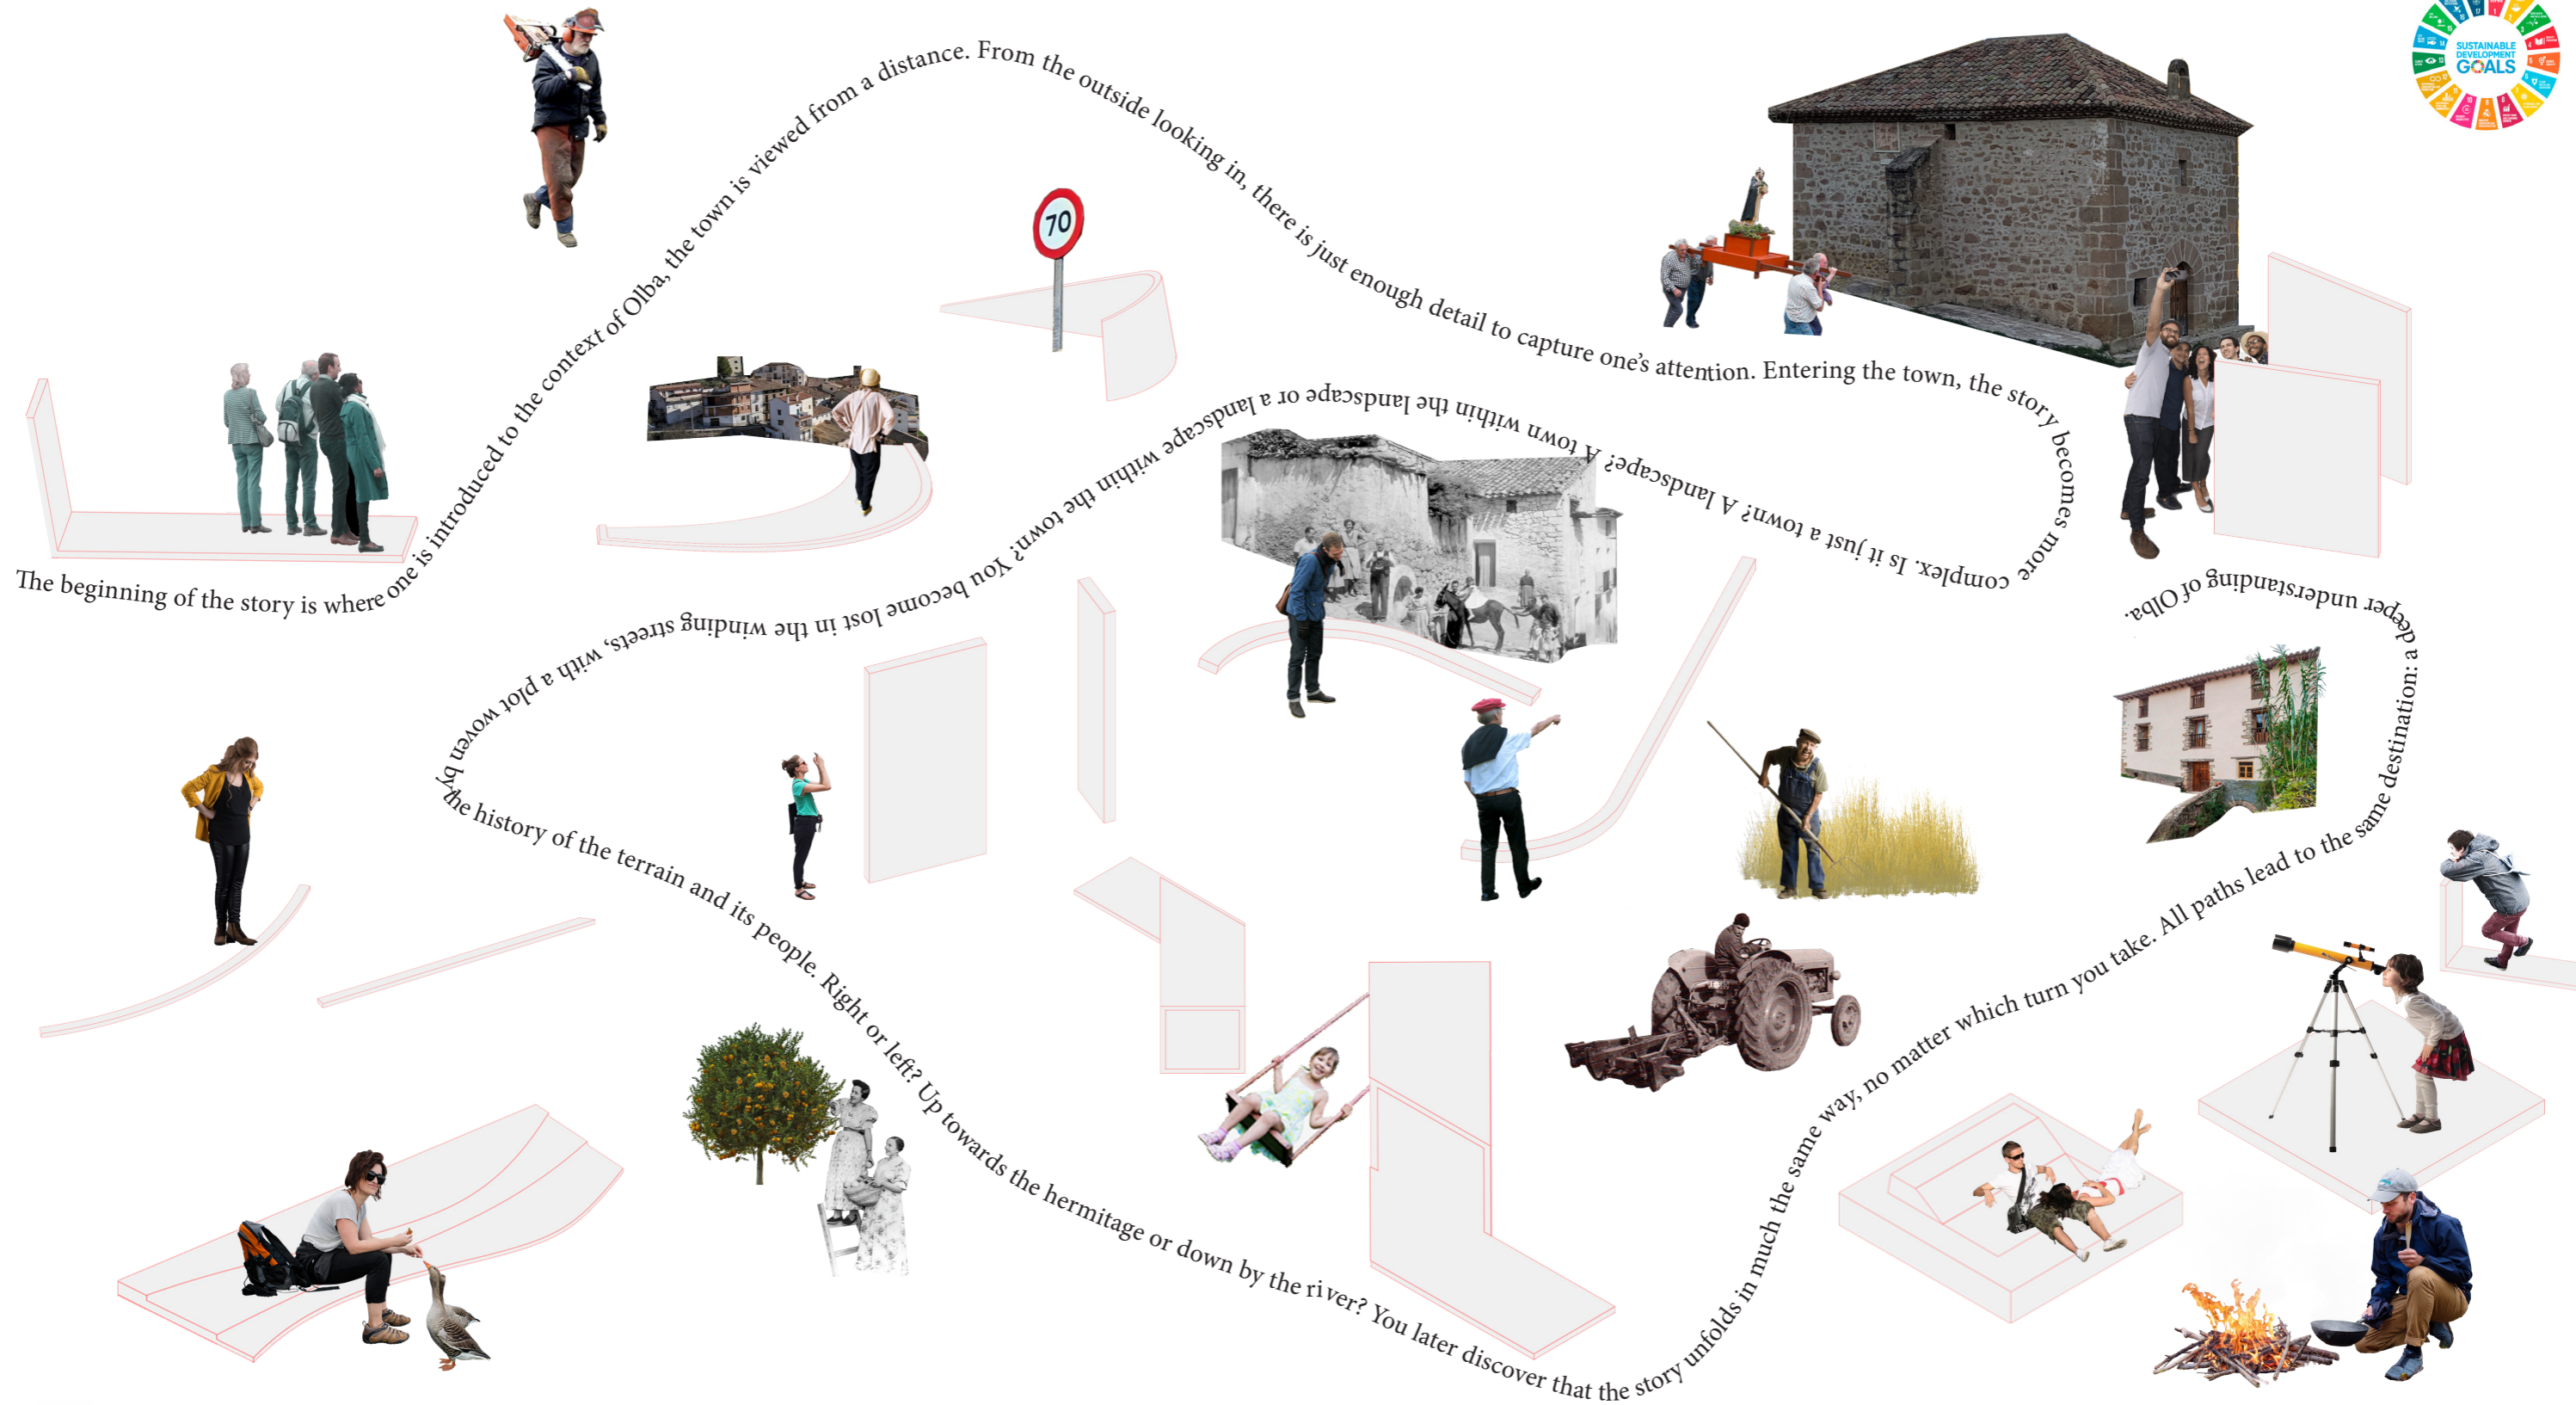 The beginning of the story is where one is introduced to the context of Olba, the town is viewed from a distance. From the outside looking in, there is just enough detail to capture one's attention. Entering the town, the story becomes more complex. Is it just a town? A landscape? A town within the landscape or a landscape within the town? You become lost in the winding streets, with a plot woven by the history of the terrain and its people. Right or left? Up towards the hermitage or down by the river? You later discover that the story unfolds in much the same way, no matter which turn you take. All paths lead to the same destination: a deeper understanding of Olba.
70
SUSTAINABLE
DEVELOPMENT
GOALS